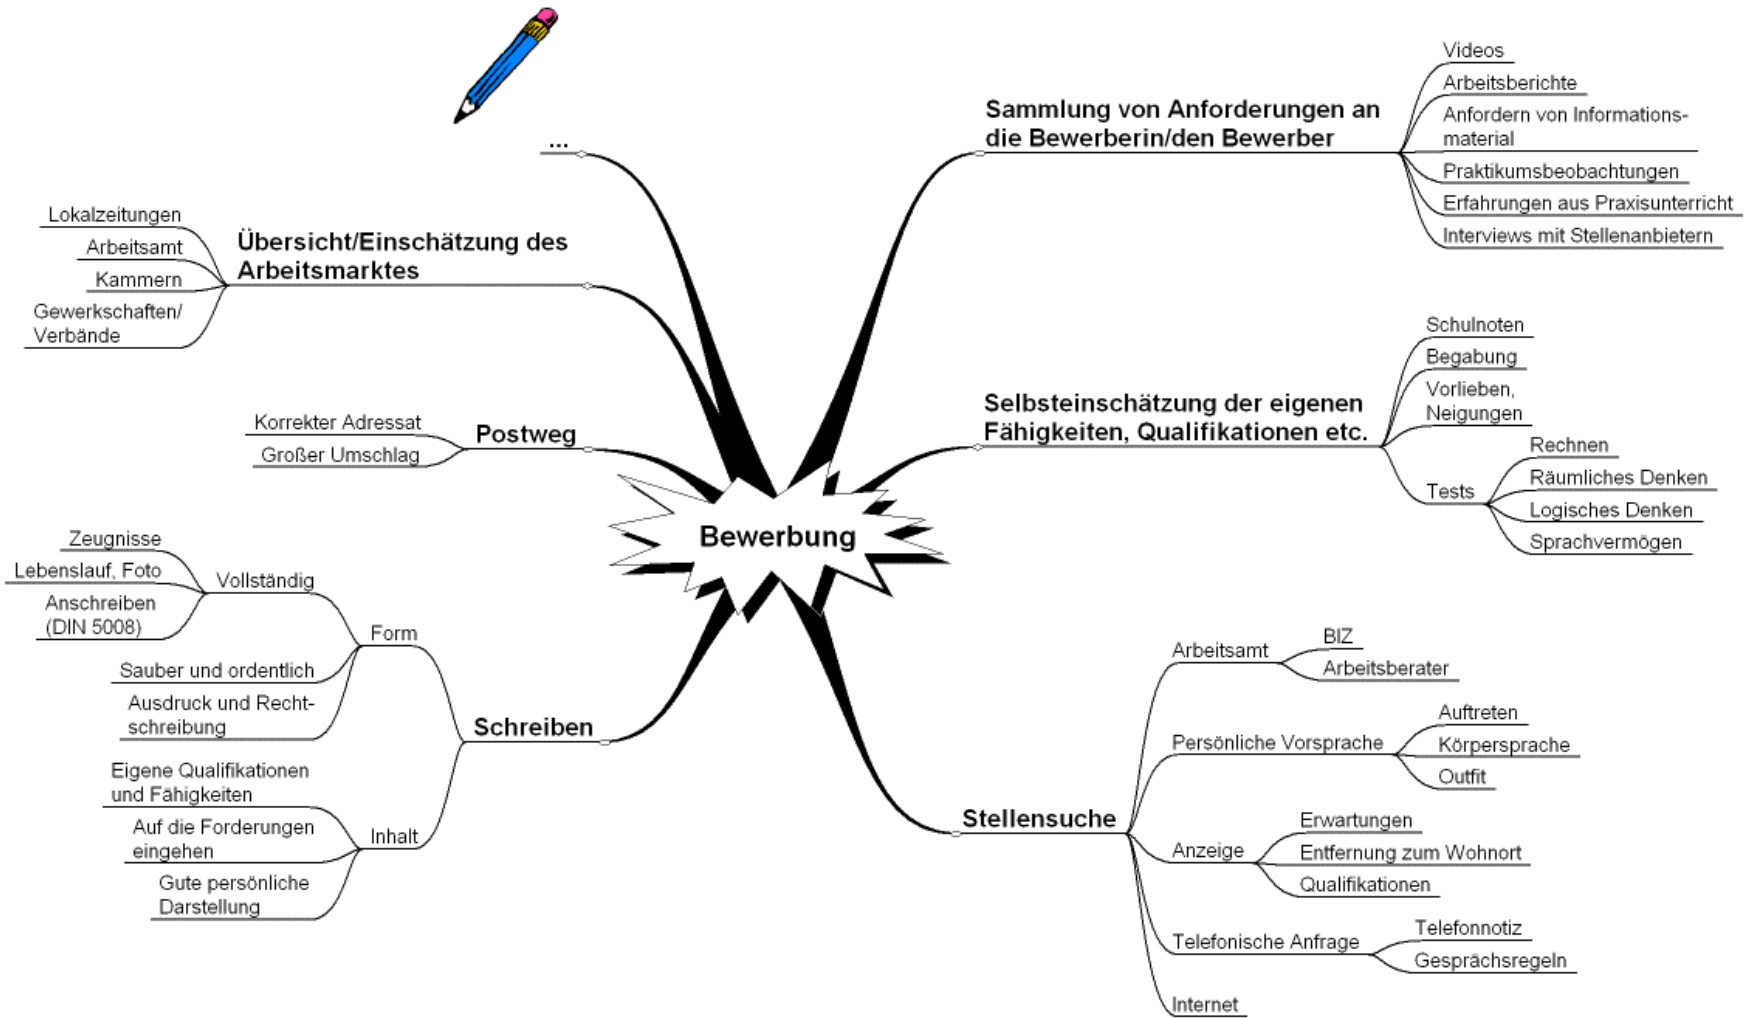 Bewerbung
Sammlung von Anforderungen an
die Bewerberin/den Bewerber
Videos
Arbeitsberichte
Anfordern von Informations-
material
Praktikumsbeobachtungen
Erfahrungen aus Praxisunterricht
Interviews mit Stellenanbietern
Selbsteinschätzung der eigenen
Fähigkeiten, Qualifikationen etc.
Schulnoten
Begabung
Vorlieben,
Neigungen
Tests
Rechnen
Räumliches Denken
Logisches Denken
Sprachvermögen
Stellensuche
Arbeitsamt
BIZ
Arbeitsberater
Persönliche Vorsprache
Auftreten
Körpersprache
Outfit
Anzeige
Erwartungen
Entfernung zum Wohnort
Qualifikationen
Telefonische Anfrage
Telefonnotiz
Gesprächsregeln
Internet
Schreiben
Form
Vollständig
Zeugnisse
Lebenslauf, Foto
Anschreiben
(DIN 5008)
Sauber und ordentlich
Ausdruck und Recht-
schreibung
Inhalt
Eigene Qualifikationen
und Fähigkeiten
Auf die Forderungen
eingehen
Gute persönliche
Darstellung
Postweg
Korrekter Adressat
Großer Umschlag
Übersicht/Einschätzung des
Arbeitsmarktes
Lokalzeitungen
Arbeitsamt
Kammern
Gewerkschaften/
Verbände
...